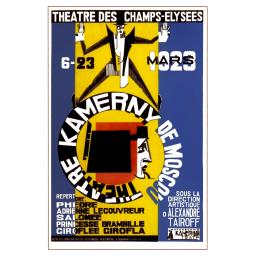 THEATRE DES CHAMPS-ELYSEES
6-23 MARS 1923
THEATRE KAMERNY DE MOSCOU
REPERTOIRE
PHEDRE
ADRIENNE LECOUVREUR
SALOMÉE
PRINCESSE BRAMBILLE
GIROFLEE GIROFLA
SOUS LA
DIRECTION
ARTISTIQUE
D'ALEXANDRE
TAIROFF